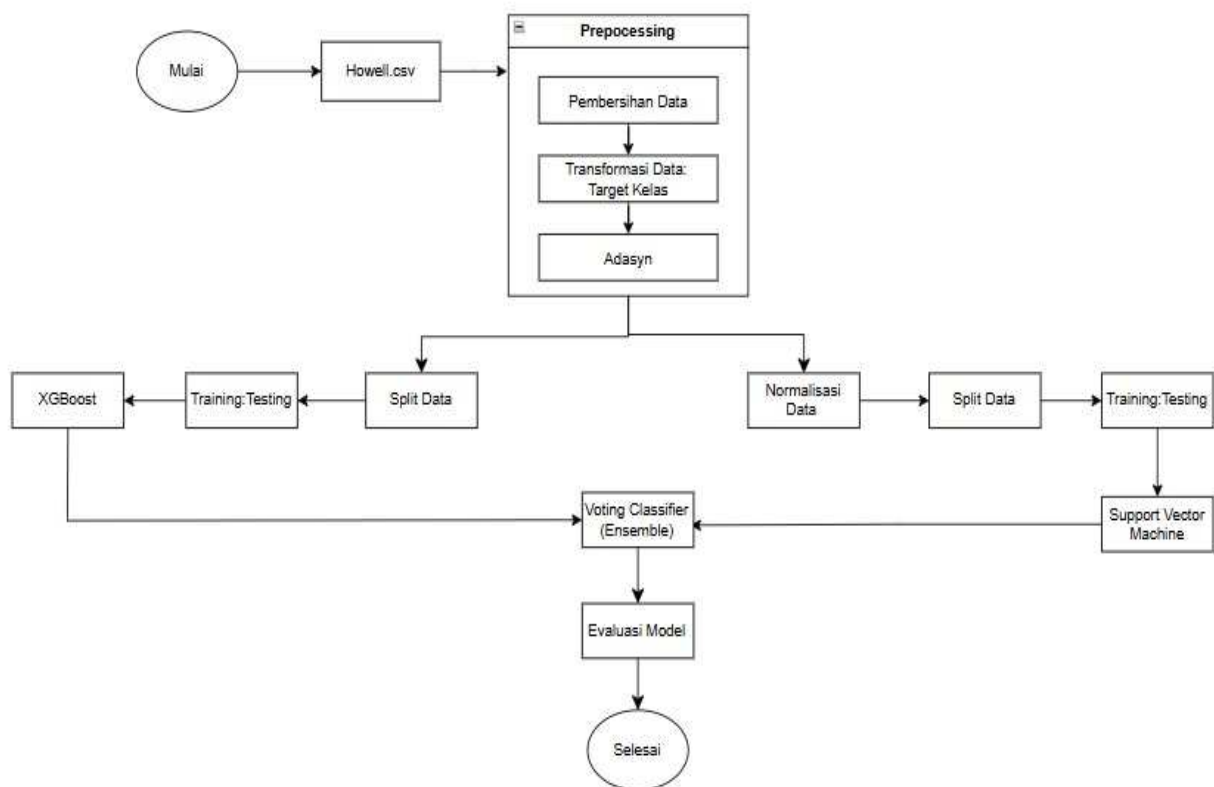 Mulai
Howell.csv
Prepocessing
Pembersihan Data
Transformasi Data:
Target Kelas
Adasyn
XGBoost
Training:Testing
Split Data
Normalisasi
Data
Split Data
Training:Testing
Voting Classifier
(Ensemble)
Support Vector
Machine
Evaluasi Model
Selesai